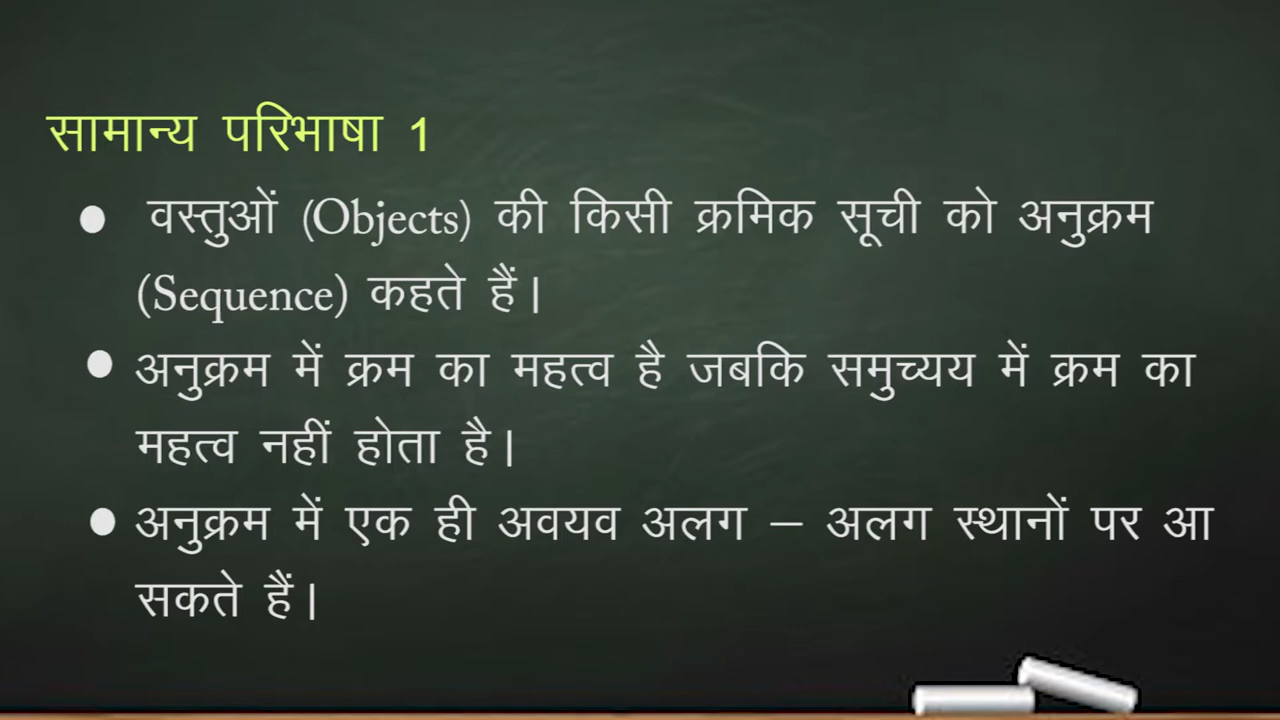 सामान्य परिभाषा 1
● वस्तुओं (Objects) की किसी क्रमिक सूची को अनुक्रम
(Sequence) कहते हैं।
● अनुक्रम में क्रम का महत्व है जबकि समुच्यय में क्रम का
महत्व नहीं होता है।
● अनुक्रम में एक ही अवयव अलग – अलग स्थानों पर आ
सकते हैं।